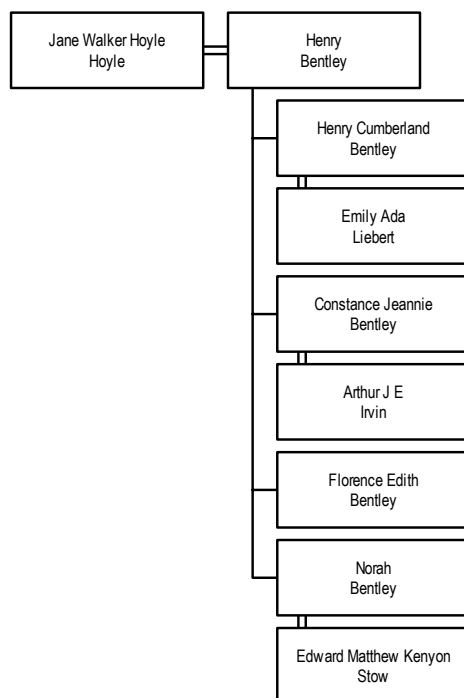 Jane Walker Hoyle
Hoyle
Henry
Bentley
Henry Cumberland
Bentley
Emily Ada
Liebert
Constance Jeannie
Bentley
Arthur J E
Irvin
Florence Edith
Bentley
Norah
Bentley
Edward Matthew Kenyon
Stow